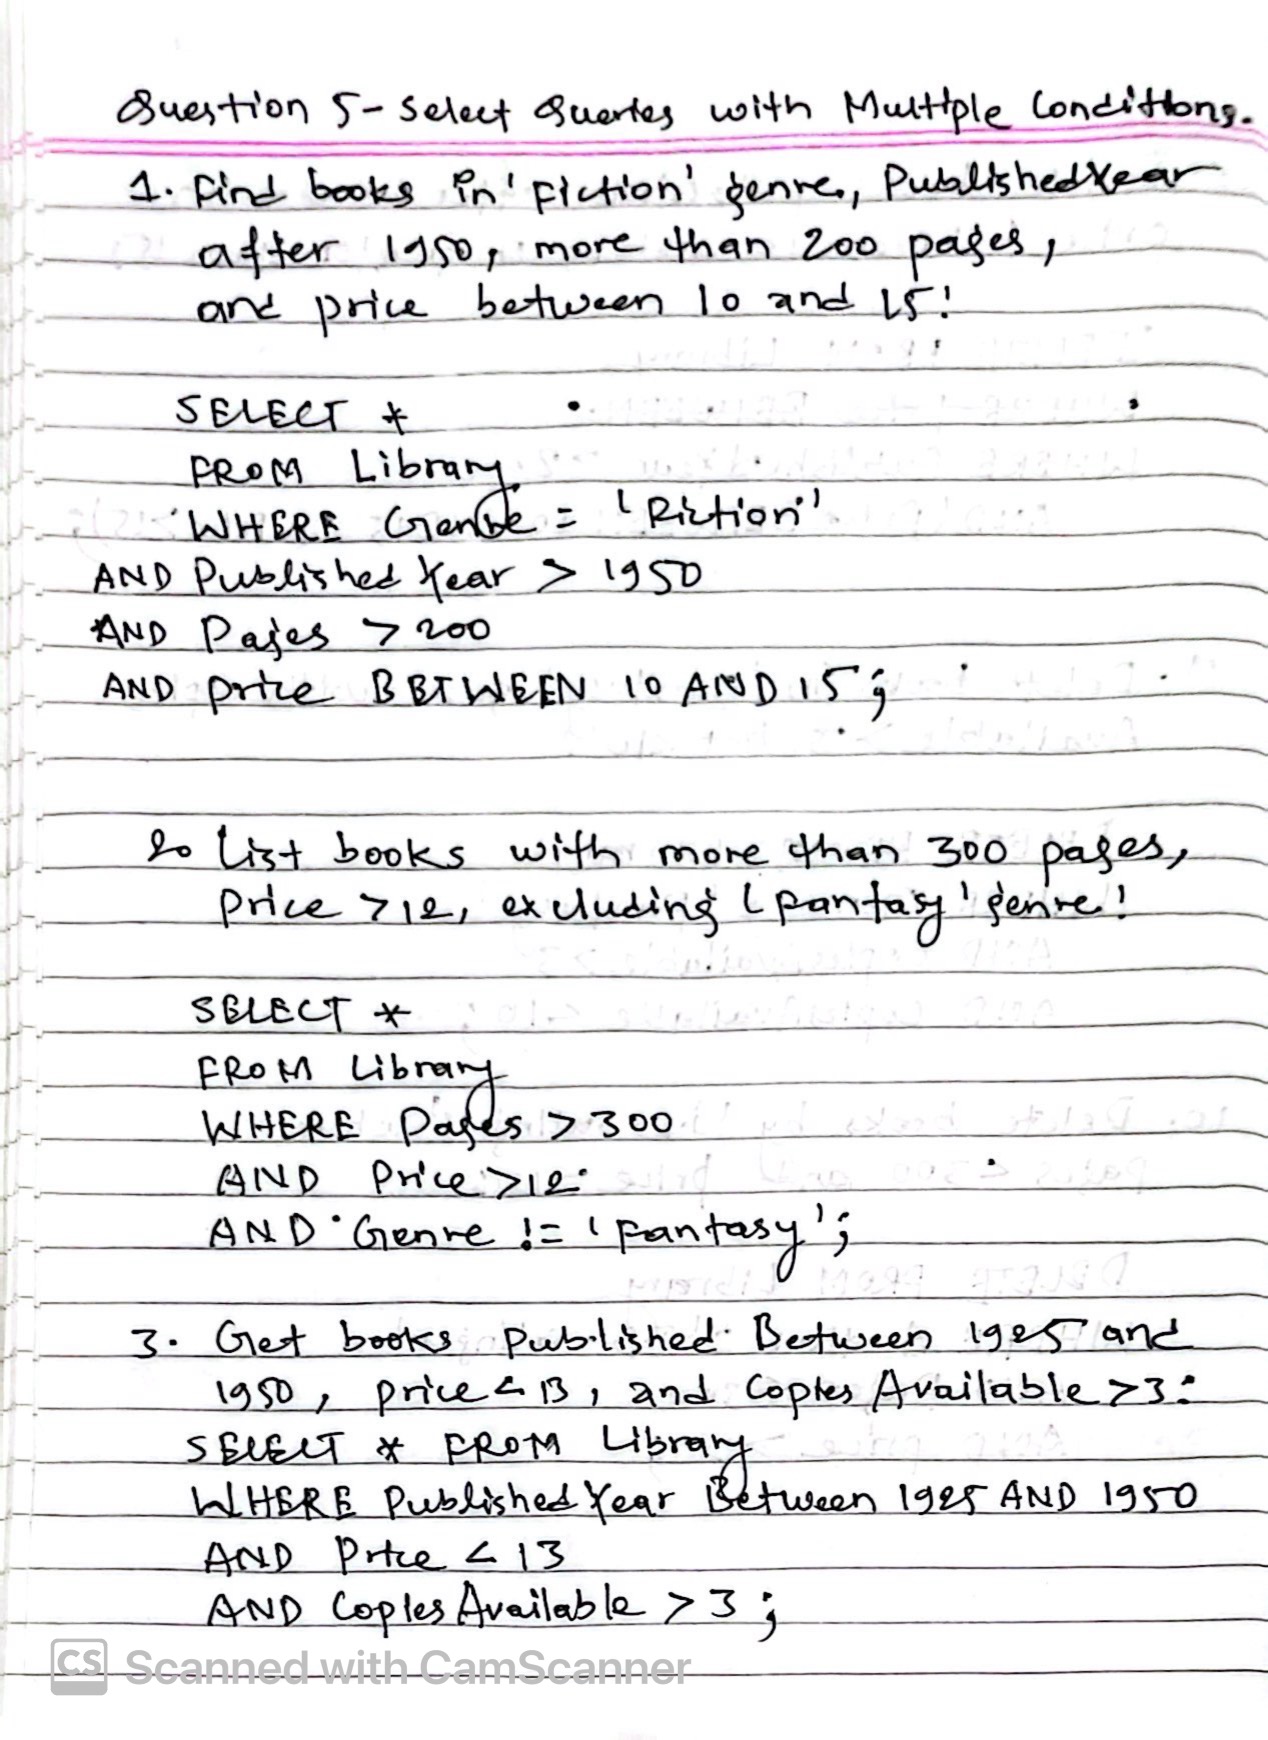 Question 5 - Select Queries with Multiple Conditions.
1. Find books in 'Fiction' genre, PublishedYear
after 1950, more than 200 pages,
and price between 10 and 15:
SELECT *
FROM Library
WHERE Genre = 'Fiction'
AND PublishedYear > 1950
AND Pages > 200
AND price BETWEEN 10 AND 15;
2. List books with more than 300 pages,
Price > 12, excluding 'Fantasy' genre:
SELECT *
FROM Library
WHERE Pages > 300
AND Price > 12
AND Genre != 'Fantasy';
3. Get books Published Between 1925 and
1950, price < 13, and Copies Available > 3:
SELECT * FROM Library
WHERE PublishedYear Between 1925 AND 1950
AND Price < 13
AND Copies Available > 3;
CS Scanned with CamScanner